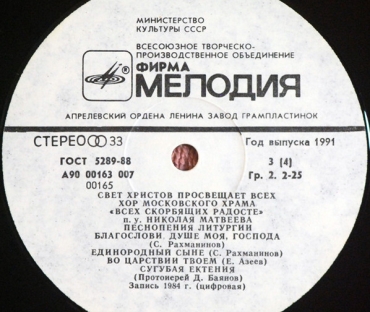 МИНИСТЕРСТВО
КУЛЬТУРЫ СССР
ВСЕСОЮЗНОЕ ТВОРЧЕСКО-
ПРОИЗВОДСТВЕННОЕ ОБЪЕДИНЕНИЕ
ФИРМА
МЕЛОДИЯ
АПРЕЛЕВСКИЙ ОРДЕНА ЛЕНИНА ЗАВОД ГРАМПЛАСТИНОК
СТЕРЕО 33
Год выпуска 1991
ГОСТ 5289-88
3 (4)
А90 00163 007
Гр. 2. 2-25
00165
СВЕТ ХРИСТОВ ПРОСВЕЩАЕТ ВСЕХ
ХОР МОСКОВСКОГО ХРАМА
«ВСЕХ СКОРБЯЩИХ РАДОСТЕ»
п. у. НИКОЛАЯ МАТВЕЕВА
ПЕСНОПЕНИЯ ЛИТУРГИИ
БЛАГОСЛОВИ, ДУШЕ МОЯ, ГОСПОДА
(С. Рахманинов)
ЕДИНОРОДНЫЙ СЫНЕ (С. Рахманинов)
ВО ЦАРСТВИИ ТВОЕМ (Е. Азеев)
СУГУБАЯ ЕКТЕНИЯ
(Протоиерей Д. Баянов)
Запись 1984 г. (цифровая)